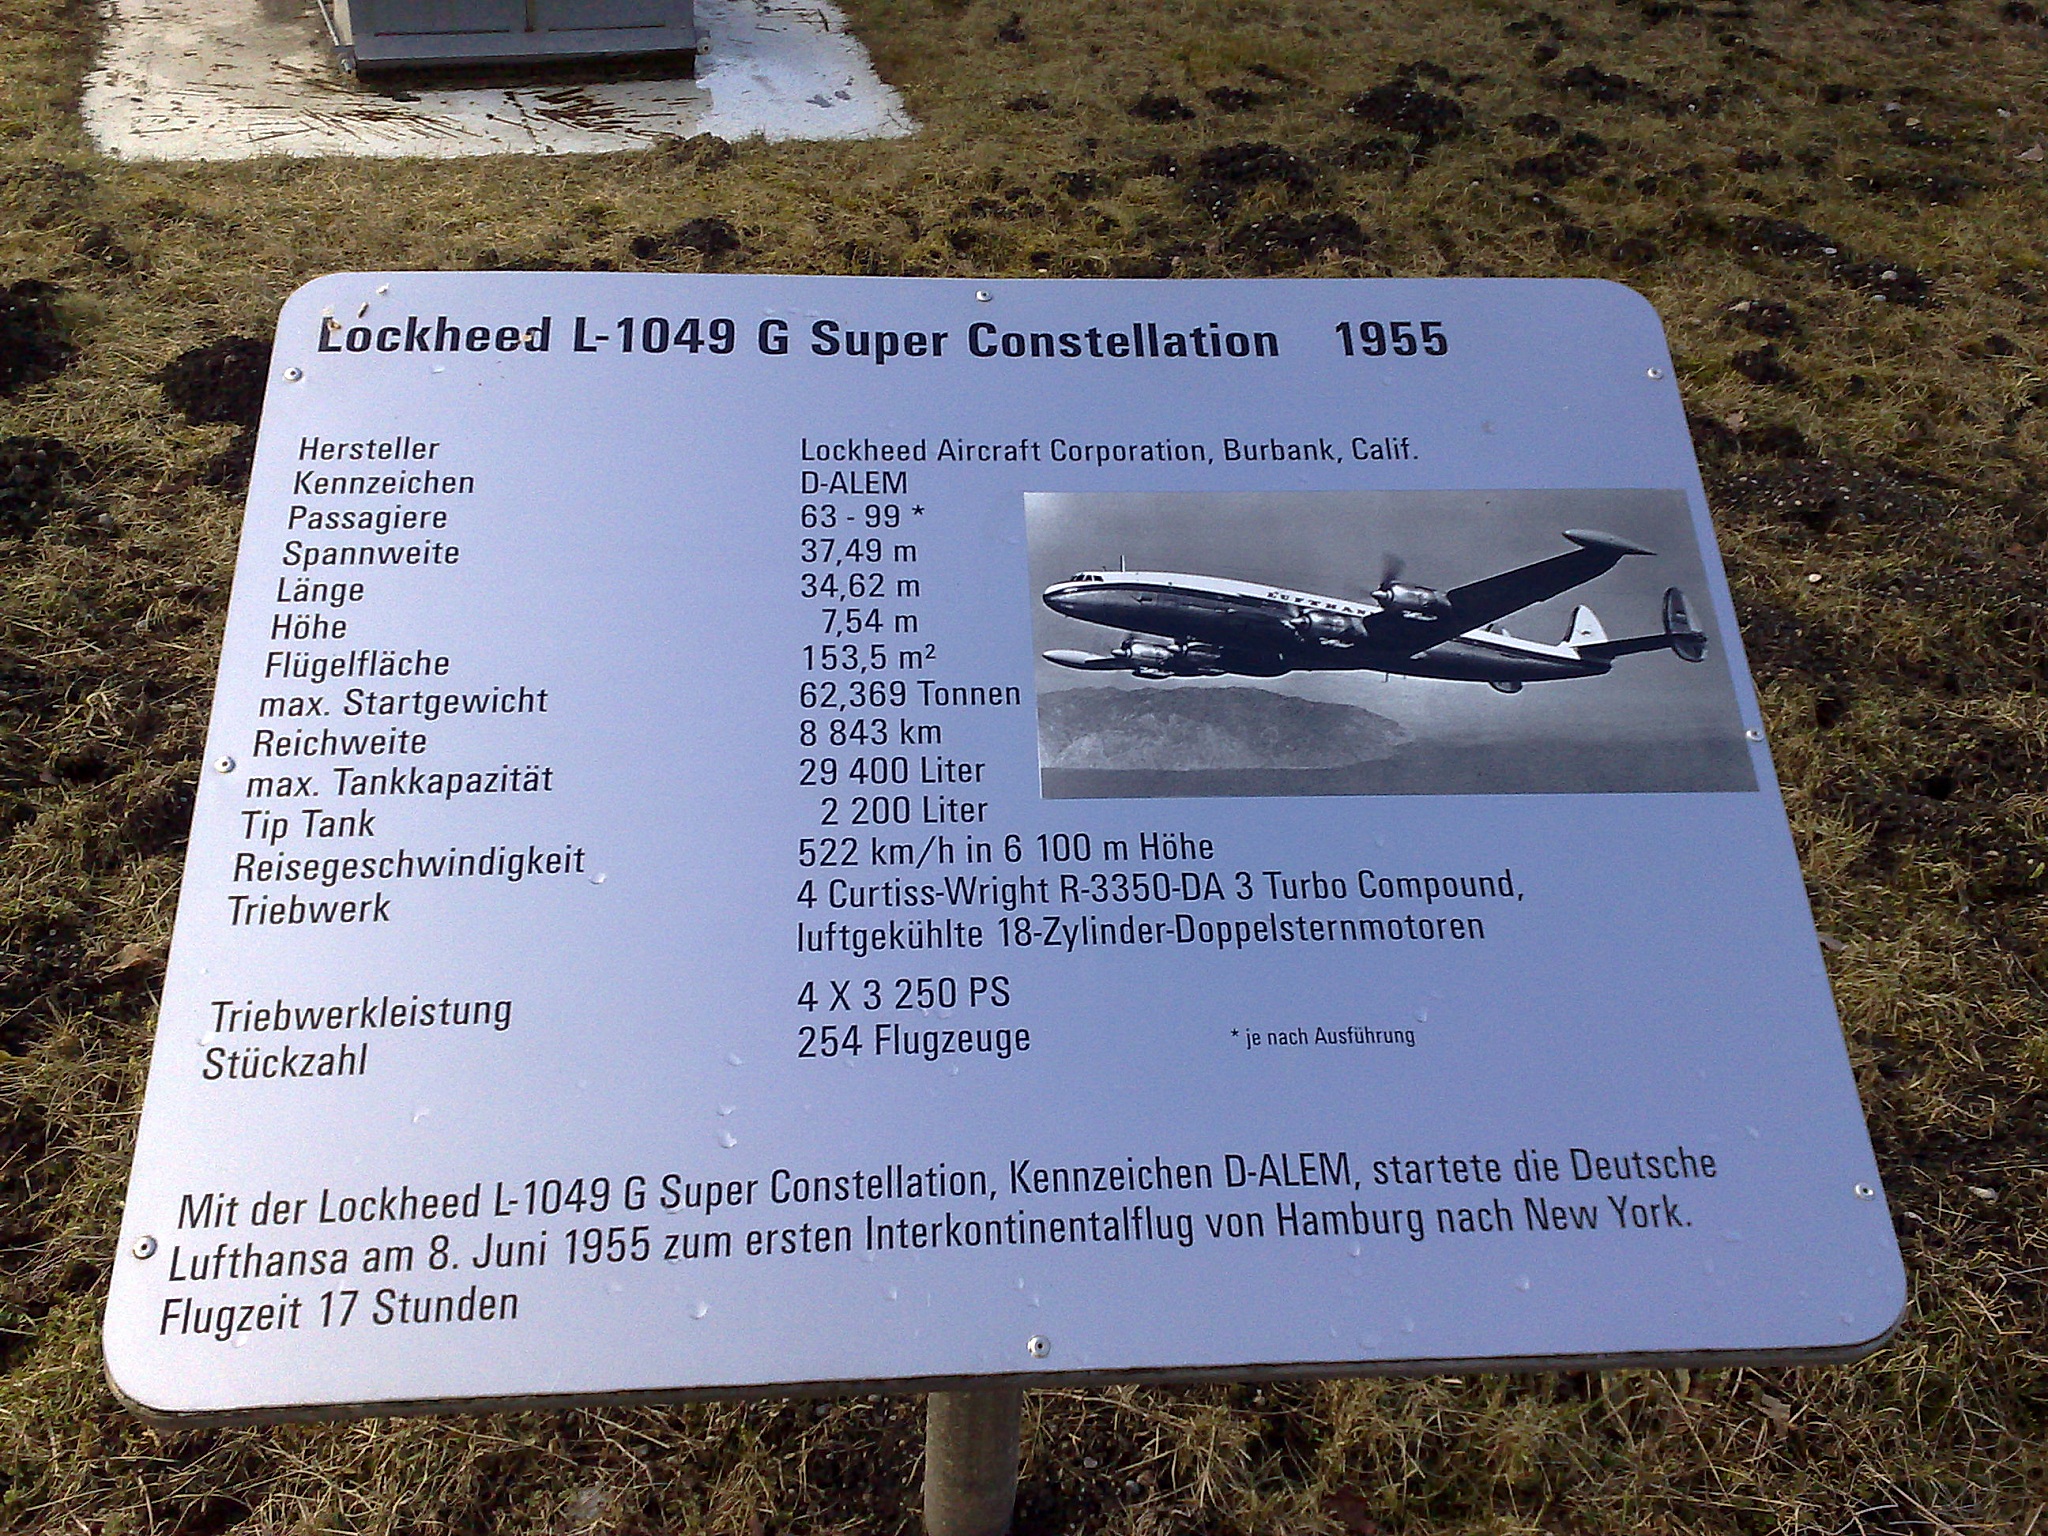 Lockheed L-1049 G Super Constellation 1955
Hersteller Lockheed Aircraft Corporation, Burbank, Calif.
Kennzeichen D-ALEM
Passagiere 63 - 99 *
Spannweite 37,49 m
Länge 34,62 m
Höhe 7,54 m
Flügelfläche 153,5 m²
max. Startgewicht 62,369 Tonnen
Reichweite 8 843 km
max. Tankkapazität 29 400 Liter
Tip Tank 2 200 Liter
Reisegeschwindigkeit 522 km/h in 6 100 m Höhe
Triebwerk 4 Curtiss-Wright R-3350-DA 3 Turbo Compound,
luftgekühlte 18-Zylinder-Doppelsternmotoren
Triebwerkleistung 4 X 3 250 PS
Stückzahl 254 Flugzeuge
* je nach Ausführung
Mit der Lockheed L-1049 G Super Constellation, Kennzeichen D-ALEM, startete die Deutsche
Lufthansa am 8. Juni 1955 zum ersten Interkontinentalflug von Hamburg nach New York.
Flugzeit 17 Stunden